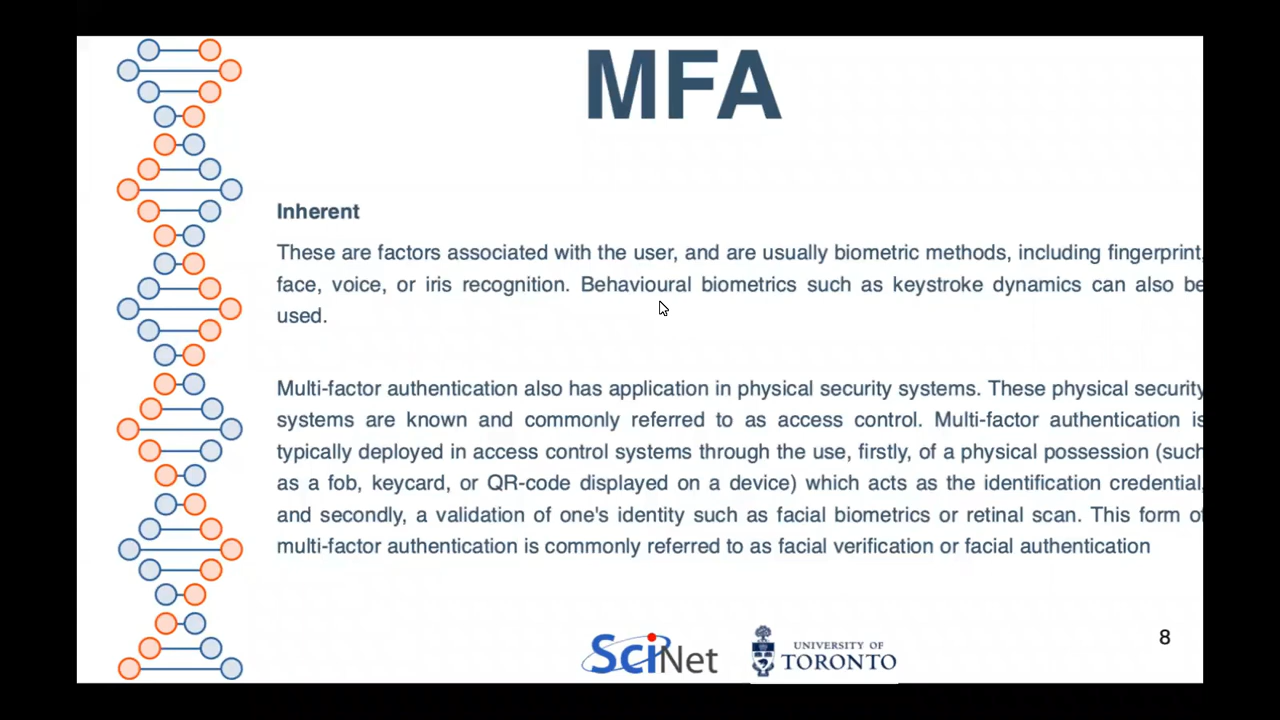 MFA
Inherent
These are factors associated with the user, and are usually biometric methods, including fingerprint,
face, voice, or iris recognition. Behavioural biometrics such as keystroke dynamics can also be
used.
Multi-factor authentication also has application in physical security systems. These physical security
systems are known and commonly referred to as access control. Multi-factor authentication is
typically deployed in access control systems through the use, firstly, of a physical possession (such
as a fob, keycard, or QR-code displayed on a device) which acts as the identification credential,
and secondly, a validation of one's identity such as facial biometrics or retinal scan. This form of
multi-factor authentication is commonly referred to as facial verification or facial authentication
SciNet
UNIVERSITY OF
TORONTO
8